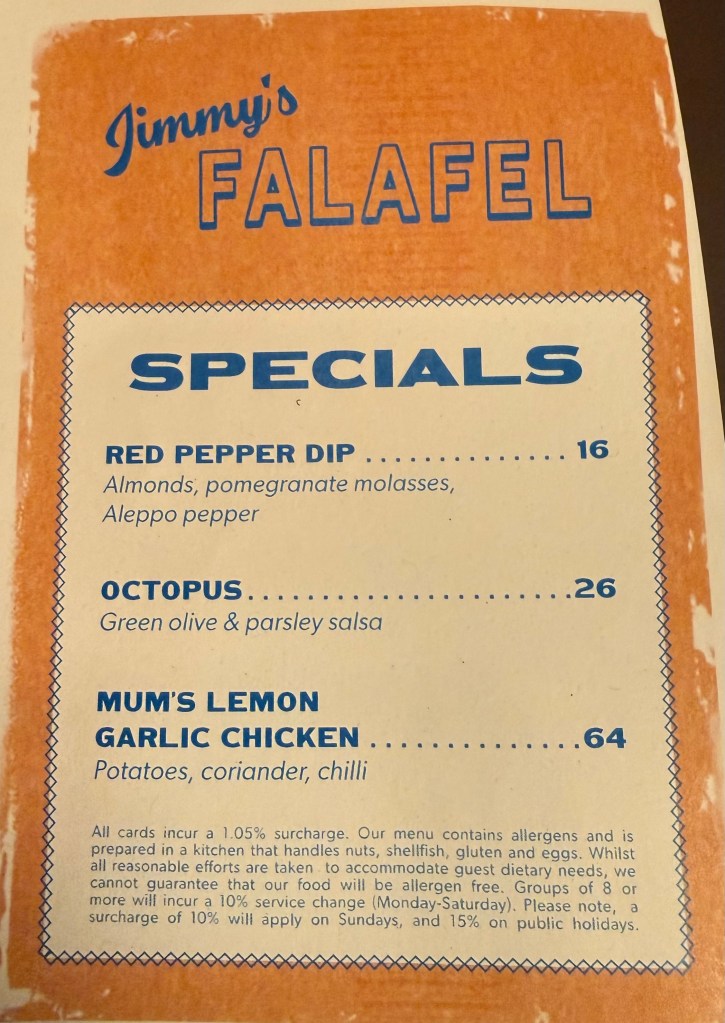 Jimmy's
FALAFEL
SPECIALS
RED PEPPER DIP .............. 16
Almonds, pomegranate molasses,
Aleppo pepper
OCTOPUS......................26
Green olive & parsley salsa
MUM'S LEMON
GARLIC CHICKEN ..............64
Potatoes, coriander, chilli
All cards incur a 1.05% surcharge. Our menu contains allergens and is
prepared in a kitchen that handles nuts, shellfish, gluten and eggs. Whilst
all reasonable efforts are taken to accommodate guest dietary needs, we
cannot guarantee that our food will be allergen free. Groups of 8 or
more will incur a 10% service change (Monday-Saturday). Please note, a
surcharge of 10% will apply on Sundays, and 15% on public holidays.